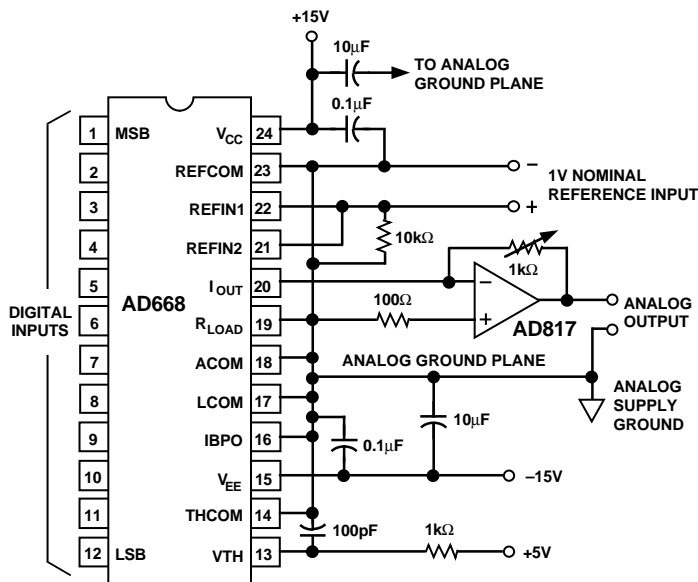 +15V
10µF
TO ANALOG
GROUND PLANE
0.1µF
1 MSB
VCC 24
2
REFCOM 23
–
1V NOMINAL
REFERENCE INPUT
3
REFIN1 22
+
10kΩ
4
REFIN2 21
1kΩ
5
IOUT 20
–
DIGITAL
INPUTS
AD668
100Ω
+
AD817
ANALOG
OUTPUT
6
RLOAD 19
7
ACOM 18
ANALOG GROUND PLANE
8
LCOM 17
10µF
ANALOG
SUPPLY
GROUND
9
IBPO 16
0.1µF
10
VEE 15
–15V
11
THCOM 14
100pF
1kΩ
12 LSB
VTH 13
+5V